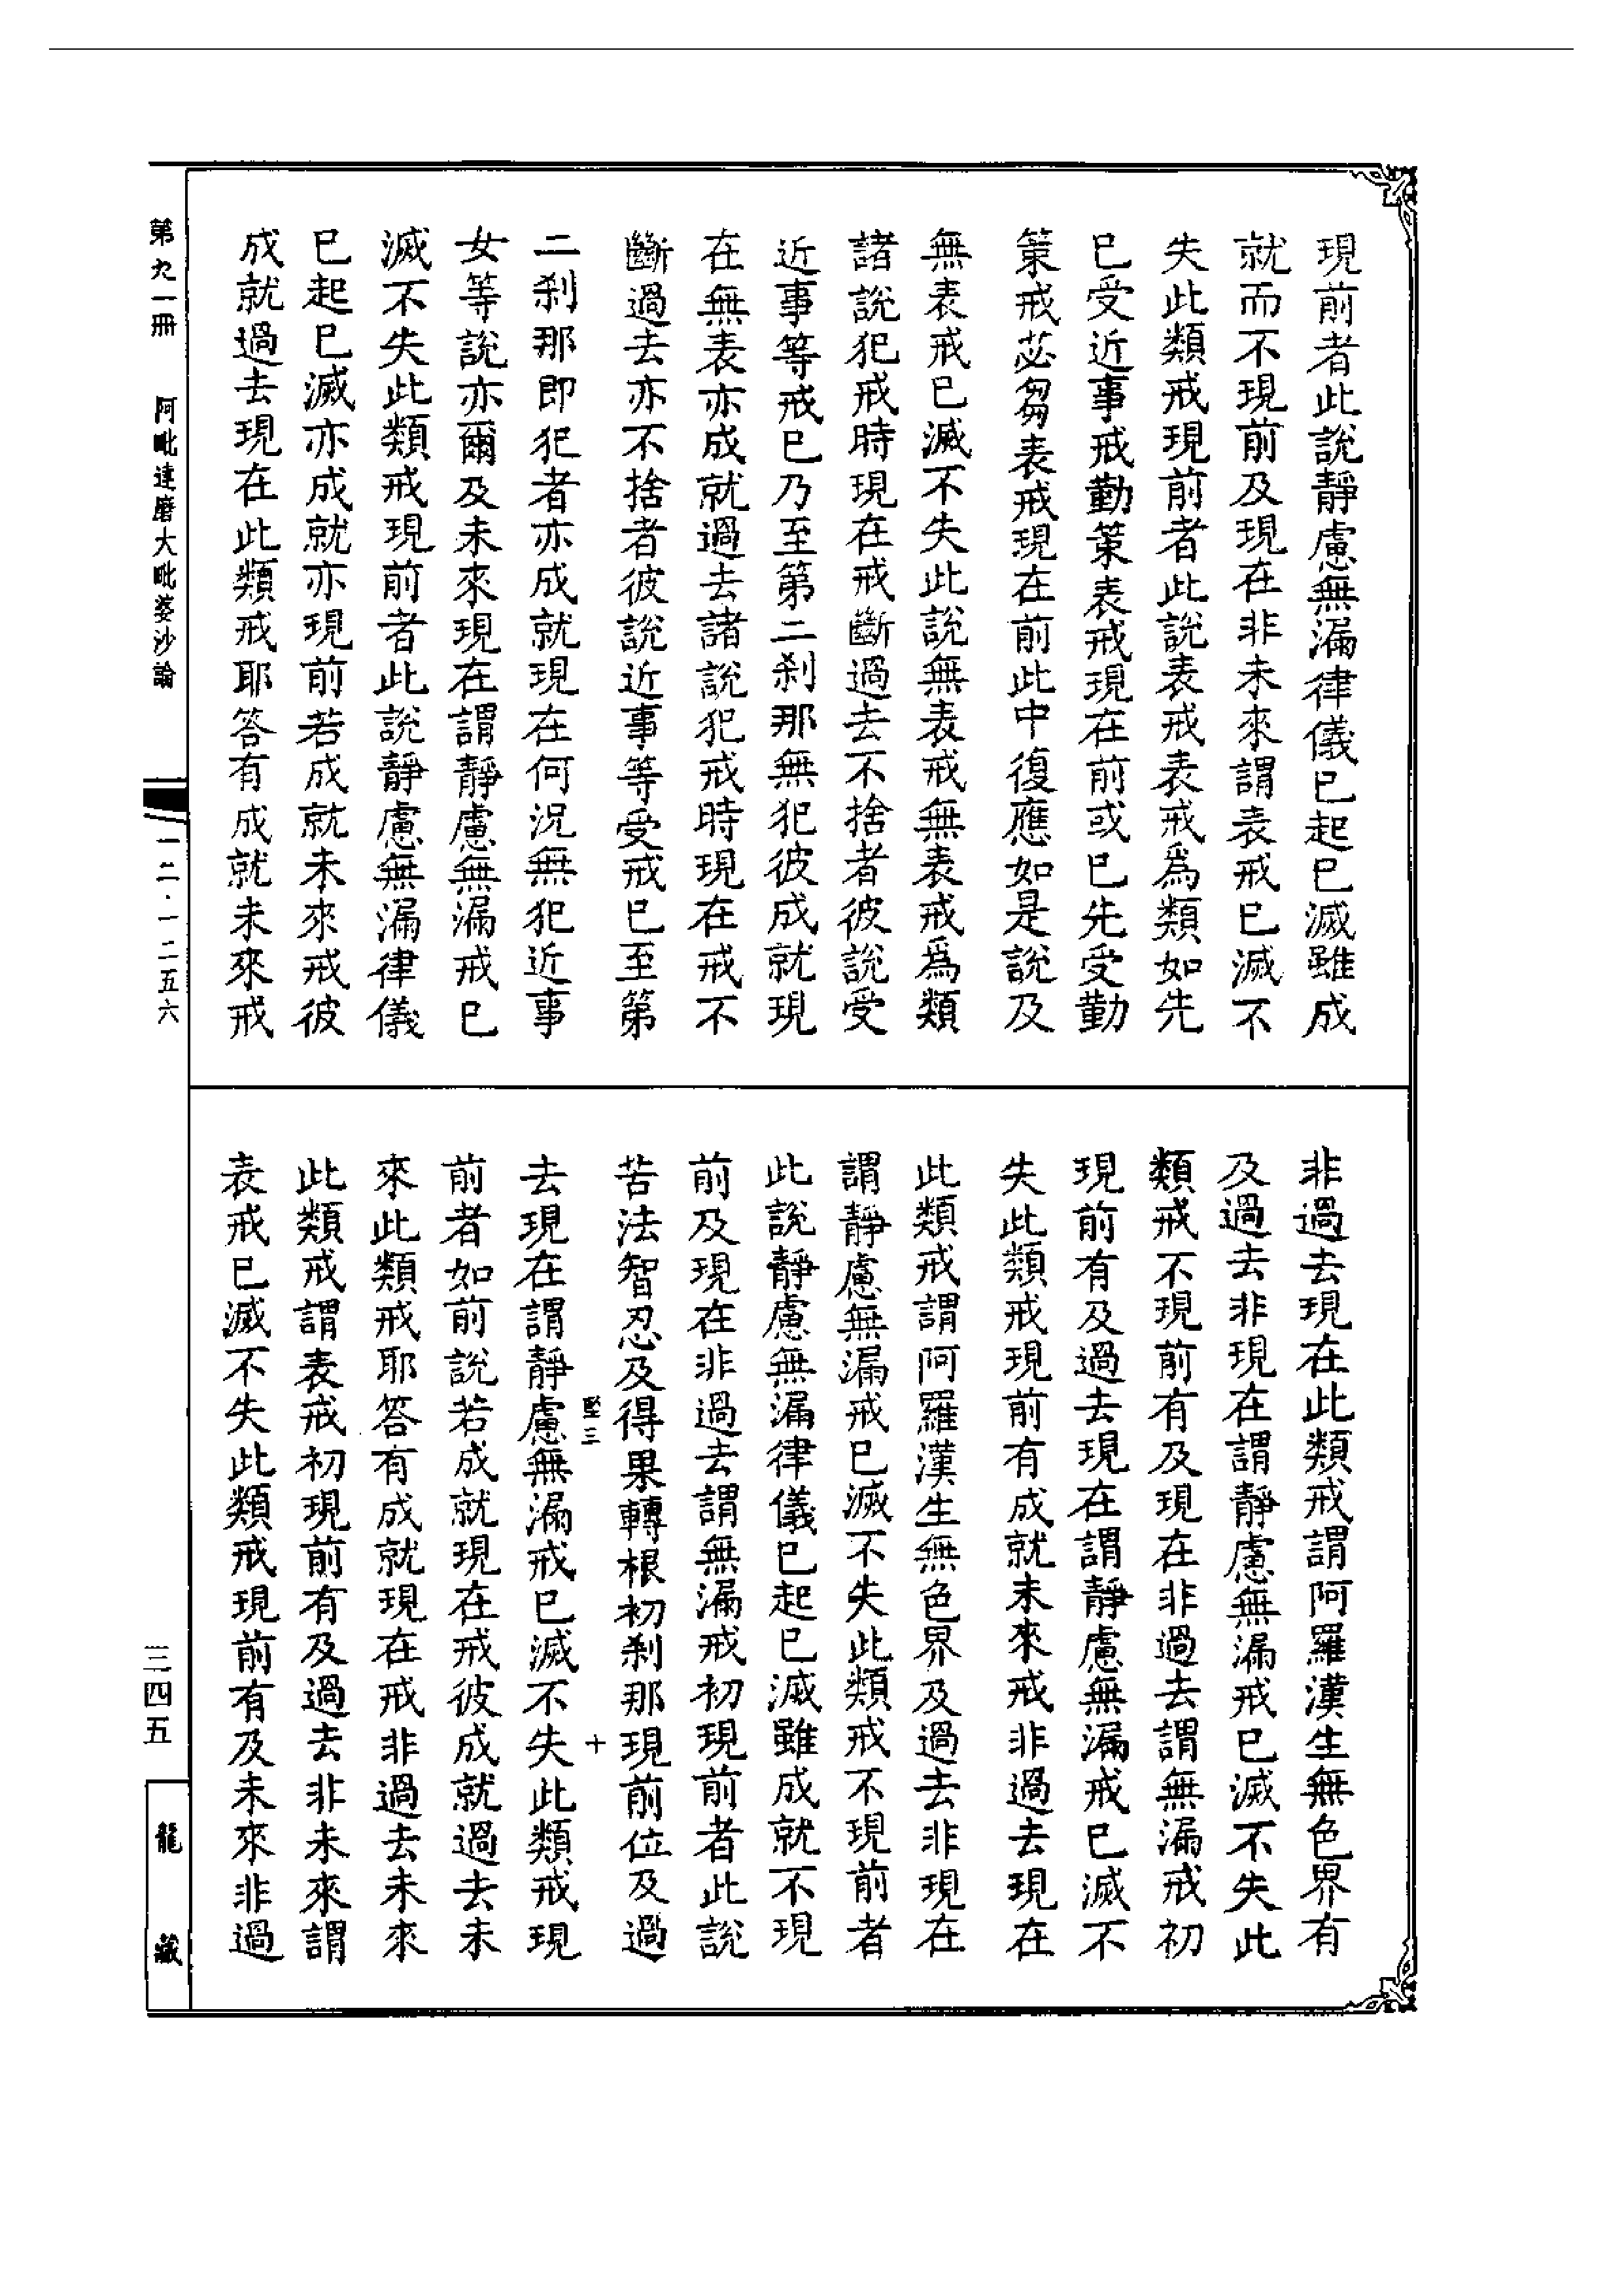 現前者此說靜慮無漏律儀已起已滅雖成
就而不現前及現在非未來謂表戒已滅不
失此類戒現前者此說表戒表戒為類如先
已受近事戒勤策表戒現在前或已先受勤
策戒苾芻表戒現在前此中復應如是說及
無表戒已滅不失此說無表戒無表戒為類
諸說犯戒時現在戒斷過去不捨者彼說受
近事等戒已乃至第二剎那無犯彼成就現
在無表亦成就過去諸說犯戒時現在戒不
斷過去亦不捨者彼說近事等受戒已至第
二剎那即犯者亦成就現在何況無犯近事
女等說亦爾及未來現在謂靜慮無漏戒已
滅不失此類戒現前者此說靜慮無漏律儀
已起已滅亦成就亦現前若成就未來戒彼
成就過去現在此類戒耶答有成就未來戒
非過去現在此類戒謂阿羅漢生無色界有
及過去非現在謂靜慮無漏戒已滅不失此
類戒不現前有及現在非過去謂無漏戒初
現前有及過去現在謂靜慮無漏戒已滅不
失此類戒現前有成就未來戒非過去現在
此類戒謂阿羅漢生無色界及過去非現在
謂靜慮無漏戒已滅不失此類戒不現前者
此說靜慮無漏律儀已起已滅雖成就不現
前及現在非過去謂無漏戒初現前者此說
苦法智忍及得果轉根初剎那現前位及過
堅三
十
去現在謂靜慮無漏戒已滅不失此類戒現
前者如前說若成就現在戒彼成就過去未
來此類戒耶答有成就現在戒非過去未來
此類戒謂表戒初現前有及過去非未來謂
表戒已滅不失此類戒現前有及未來非過
第九一冊
阿毗達磨大毗婆沙論
一二·一二五六
三四五
龍藏